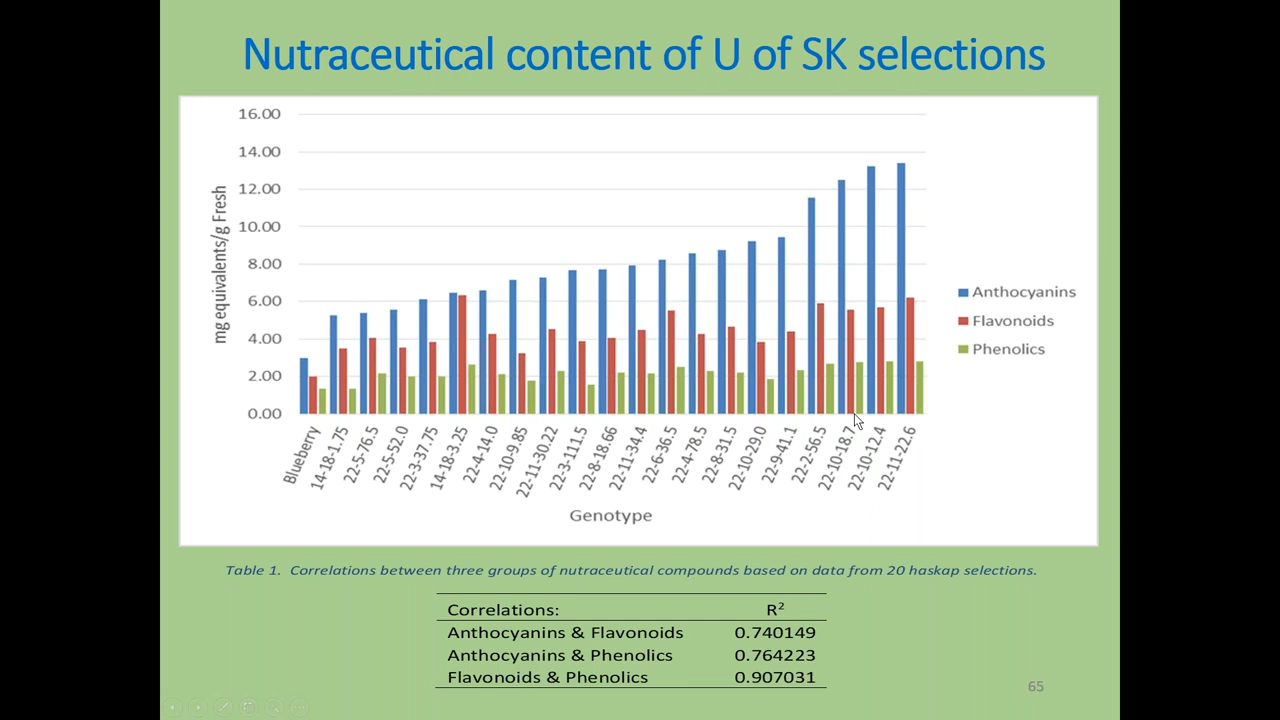 Nutraceutical content of U of SK selections
16.00
14.00
12.00
10.00
8.00
6.00
4.00
2.00
0.00
mg equivalents/g Fresh
Blueberry
14-18-1.75
22-5-76.5
22-5-52.0
22-3-37.75
14-18-3.25
22-4-14.0
22-10-9.85
22-11-30.22
22-3-111.5
22-8-18.66
22-11-34.4
22-6-36.5
22-4-78.5
22-8-31.5
22-10-29.0
22-9-41.1
22-2-56.5
22-10-18.7
22-10-12.4
22-11-22.6
Genotype
Anthocyanins
Flavonoids
Phenolics
Table 1. Correlations between three groups of nutraceutical compounds based on data from 20 haskap selections.
Correlations: R²
Anthocyanins & Flavonoids 0.740149
Anthocyanins & Phenolics 0.764223
Flavonoids & Phenolics 0.907031
65